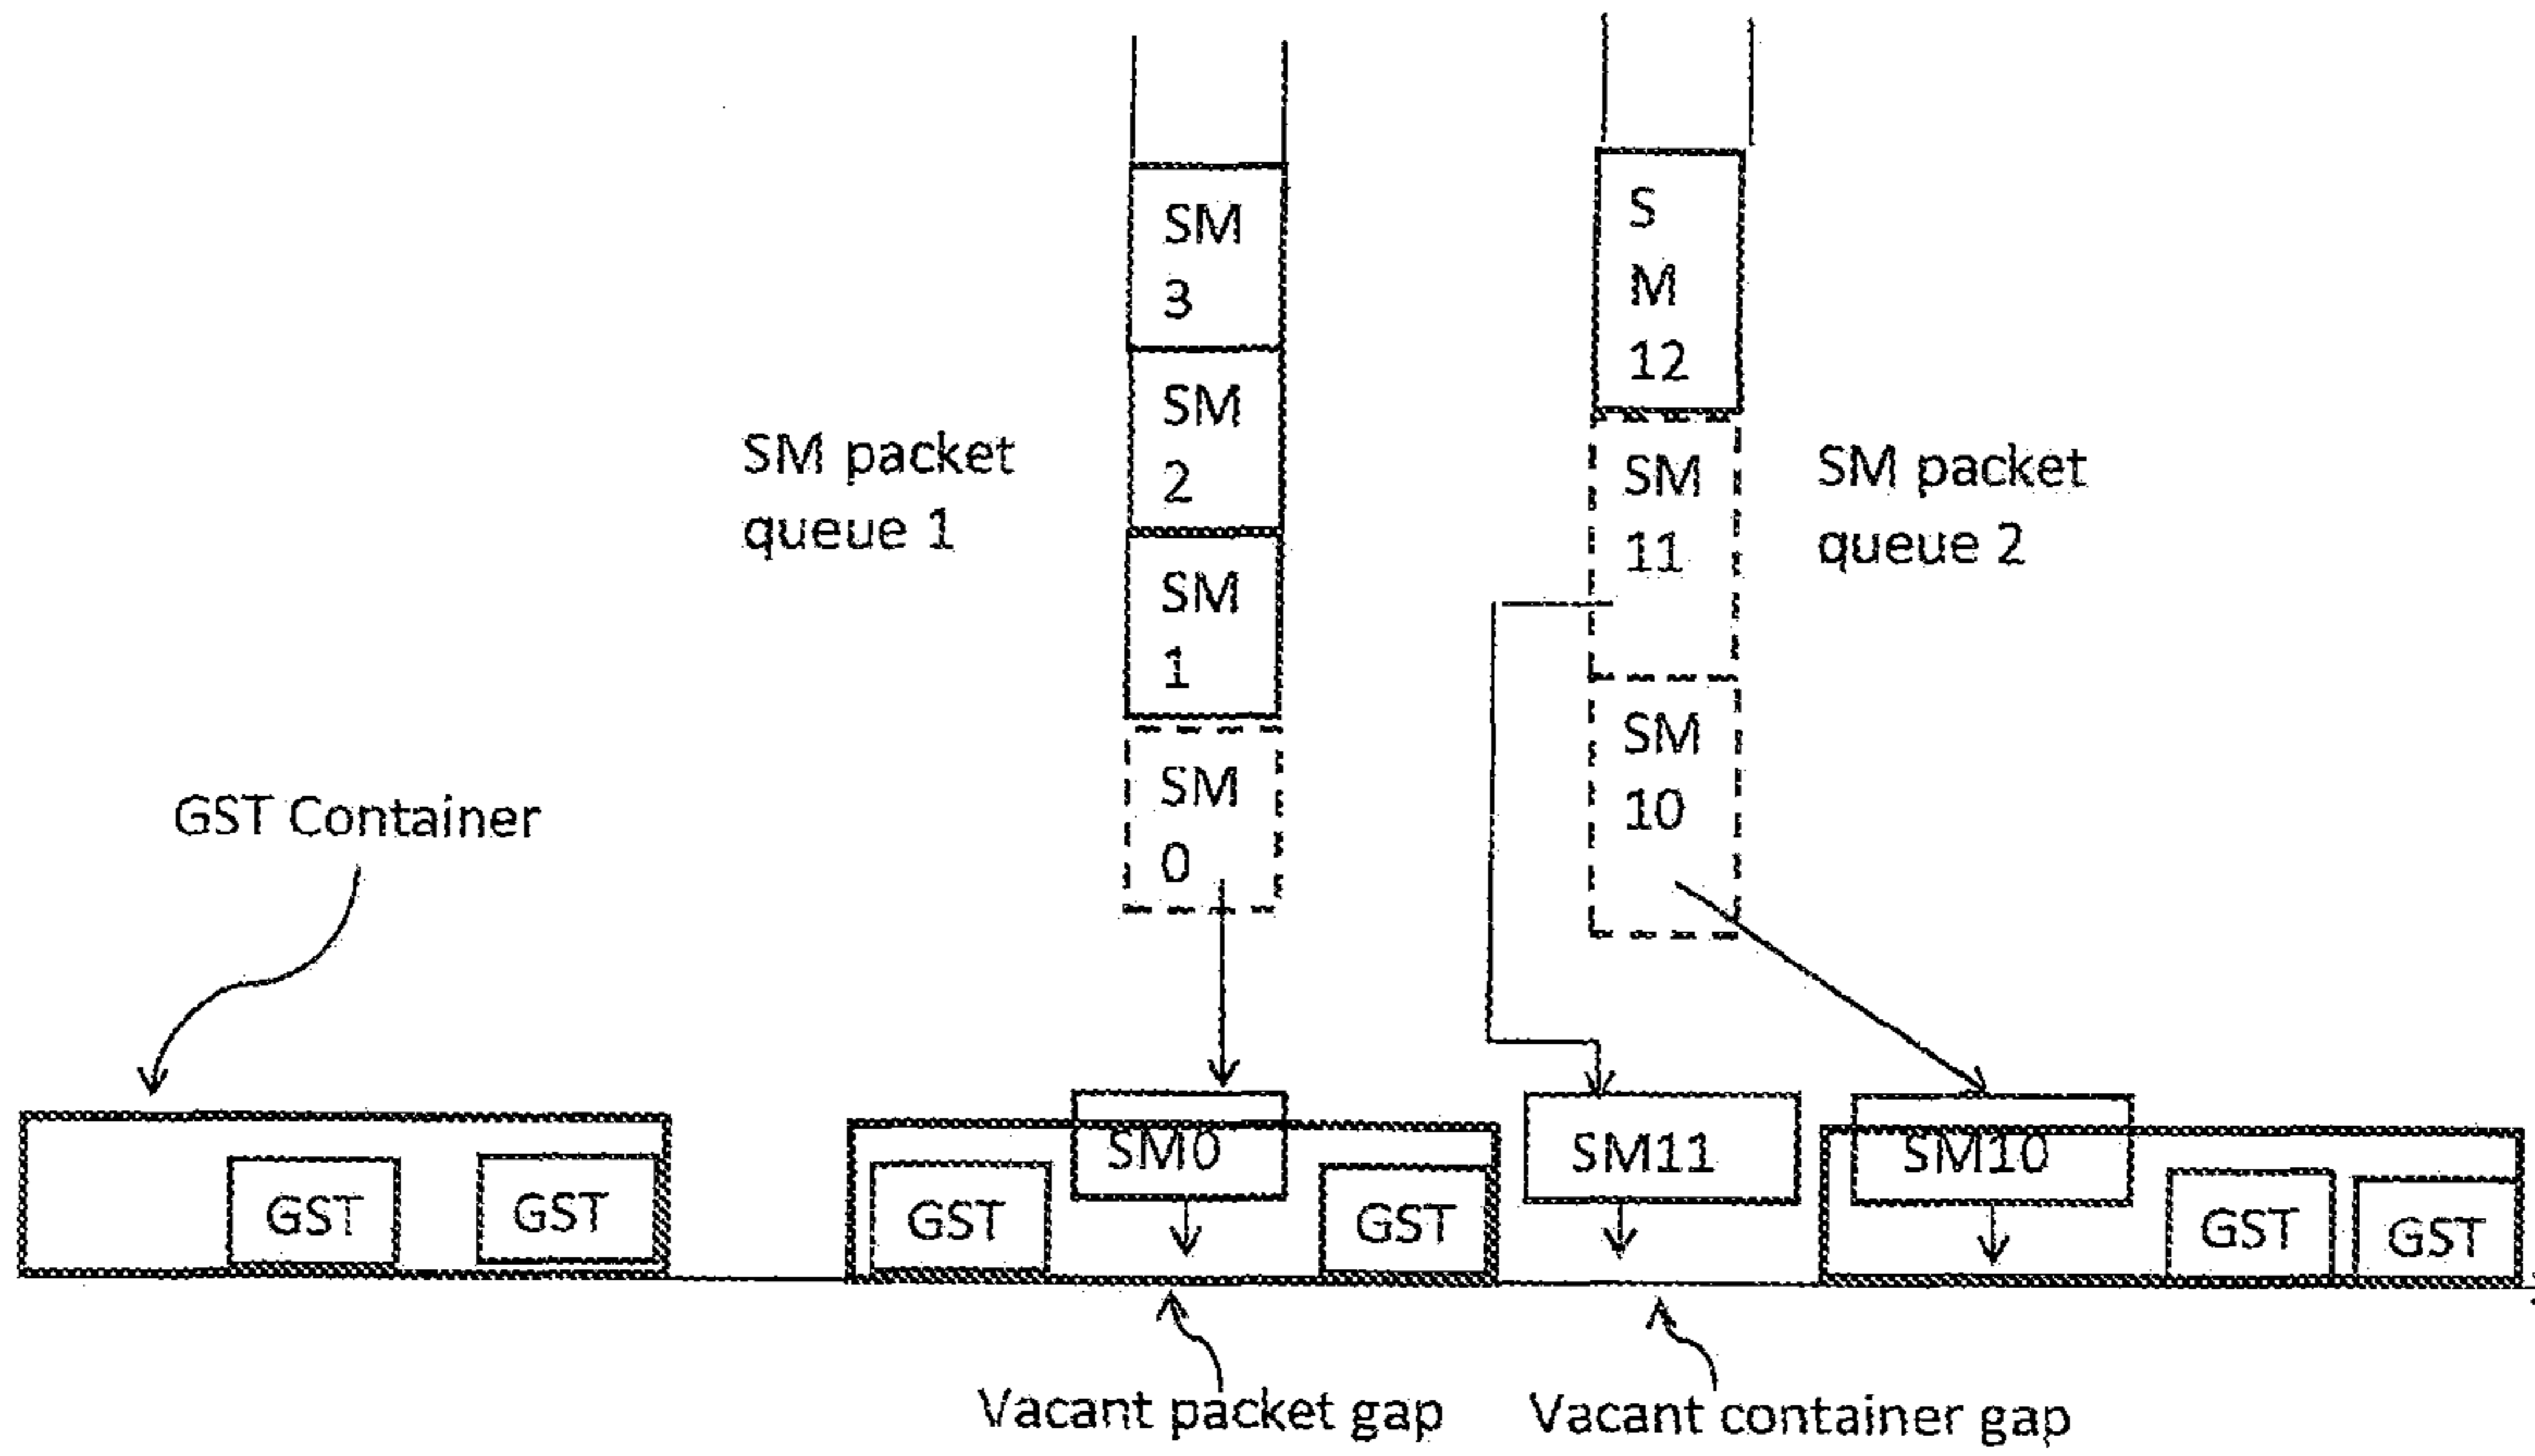 SM
3
SM
2
SM
1
SM
0
SM packet
queue 1
S
M
12
SM
11
SM
10
SM packet
queue 2
GST Container
GST
GST
GST
SM0
GST
SM11
SM10
GST
GST
Vacant packet gap
Vacant container gap